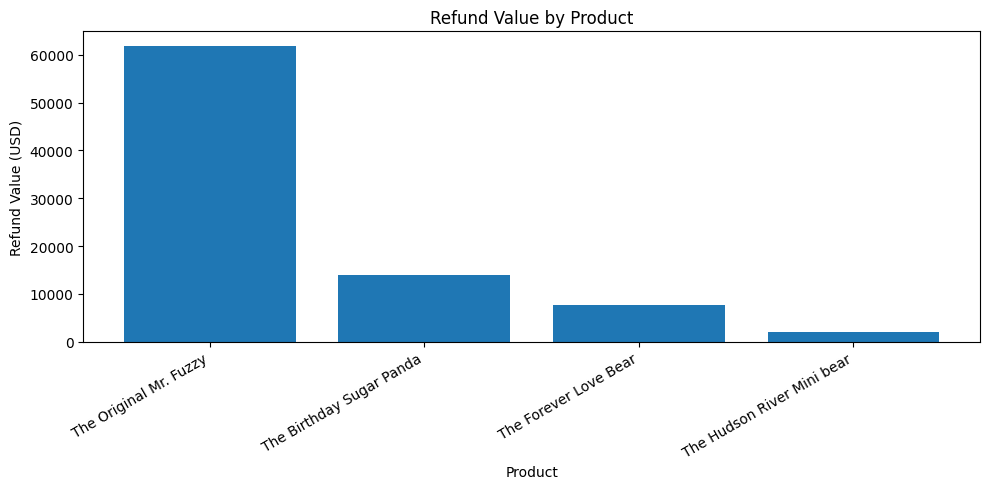 Refund Value by Product
Refund Value (USD)
60000
50000
40000
30000
20000
10000
0
The Original Mr. Fuzzy
The Birthday Sugar Panda
The Forever Love Bear
The Hudson River Mini bear
Product